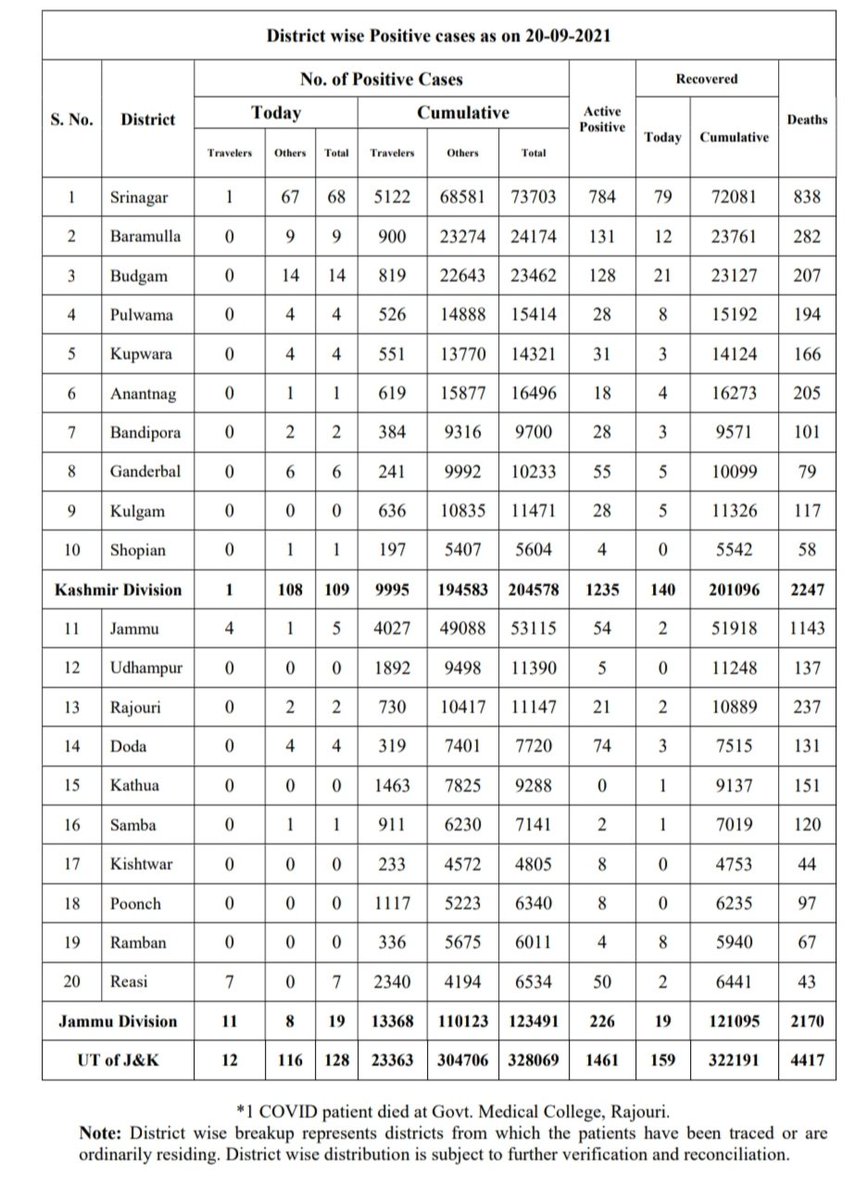 District wise Positive cases as on 20-09-2021
S. No. District No. of Positive Cases Active Positive Recovered Deaths
Today Cumulative Today Cumulative
Travelers Others Total Travelers Others Total
1 Srinagar 1 67 68 5122 68581 73703 784 79 72081 838
2 Baramulla 0 9 9 900 23274 24174 131 12 23761 282
3 Budgam 0 14 14 819 22643 23462 128 21 23127 207
4 Pulwama 0 4 4 526 14888 15414 28 8 15192 194
5 Kupwara 0 4 4 551 13770 14321 31 3 14124 166
6 Anantnag 0 1 1 619 15877 16496 18 4 16273 205
7 Bandipora 0 2 2 384 9316 9700 28 3 9571 101
8 Ganderbal 0 6 6 241 9992 10233 55 5 10099 79
9 Kulgam 0 0 0 636 10835 11471 28 5 11326 117
10 Shopian 0 1 1 197 5407 5604 4 0 5542 58
Kashmir Division 1 108 109 9995 194583 204578 1235 140 201096 2247
11 Jammu 4 1 5 4027 49088 53115 54 2 51918 1143
12 Udhampur 0 0 0 1892 9498 11390 5 0 11248 137
13 Rajouri 0 2 2 730 10417 11147 21 2 10889 237
14 Doda 0 4 4 319 7401 7720 74 3 7515 131
15 Kathua 0 0 0 1463 7825 9288 0 1 9137 151
16 Samba 0 1 1 911 6230 7141 2 1 7019 120
17 Kishtwar 0 0 0 233 4572 4805 8 0 4753 44
18 Poonch 0 0 0 1117 5223 6340 8 0 6235 97
19 Ramban 0 0 0 336 5675 6011 4 8 5940 67
20 Reasi 7 0 7 2340 4194 6534 50 2 6441 43
Jammu Division 11 8 19 13368 110123 123491 226 19 121095 2170
UT of J&K 12 116 128 23363 304706 328069 1461 159 322191 4417
*1 COVID patient died at Govt. Medical College, Rajouri.
Note: District wise breakup represents districts from which the patients have been traced or are
ordinarily residing. District wise distribution is subject to further verification and reconciliation.